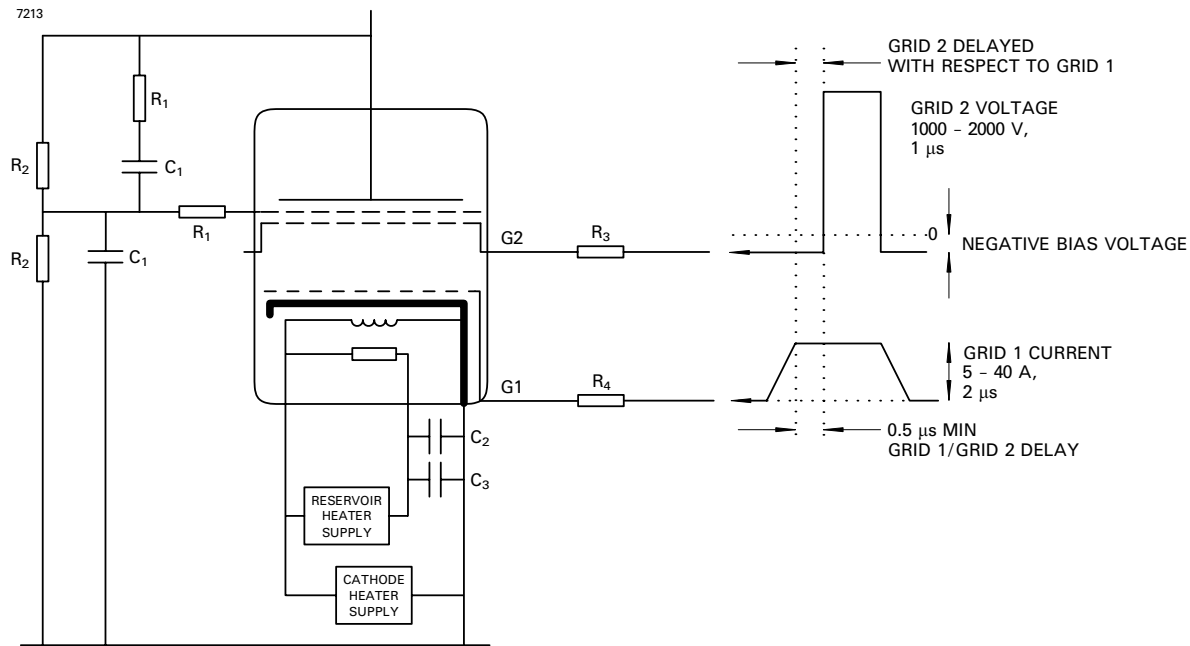 7213
R1
R2
C1
R1
R2
C1
G2
R3
G1
R4
C2
C3
RESERVOIR
HEATER
SUPPLY
CATHODE
HEATER
SUPPLY
GRID 2 DELAYED
WITH RESPECT TO GRID 1
GRID 2 VOLTAGE
1000 – 2000 V,
1 μs
0
NEGATIVE BIAS VOLTAGE
GRID 1 CURRENT
5 – 40 A,
2 μs
0.5 μs MIN
GRID 1/GRID 2 DELAY